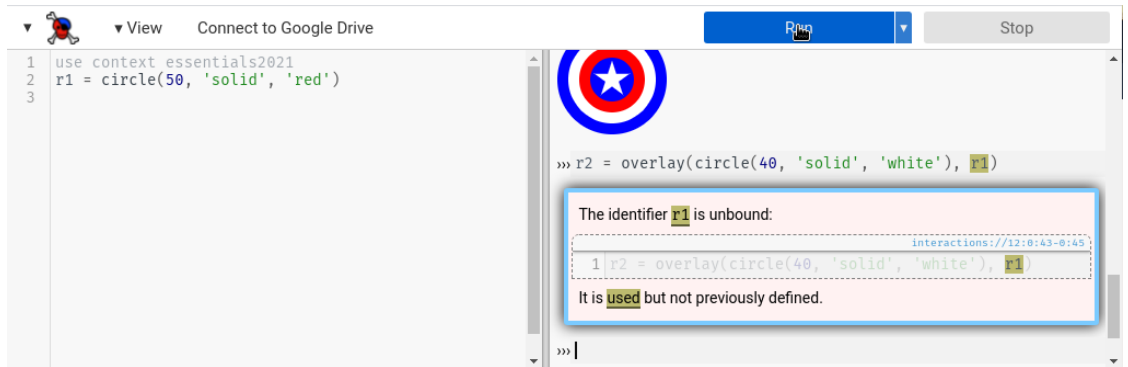 ▾ ▾ View Connect to Google Drive Run ▾ Stop
1 use context essentials2021
2 r1 = circle(50, 'solid', 'red')
3
››› r2 = overlay(circle(40, 'solid', 'white'), r1)
The identifier r1 is unbound:
interactions://12:0:43-0:45
1 r2 = overlay(circle(40, 'solid', 'white'), r1)
It is used but not previously defined.
›››